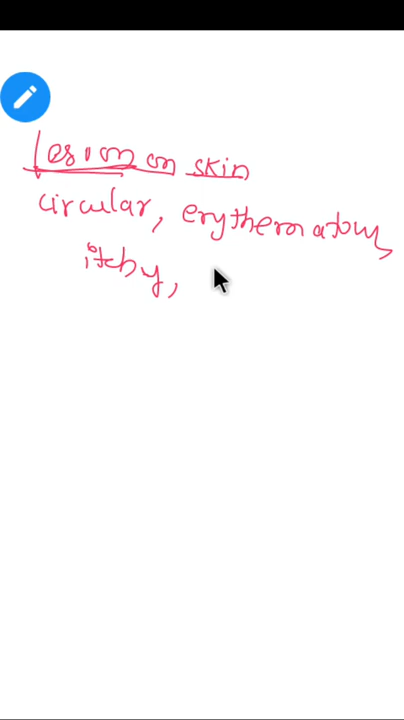 Lesion on skin
circular, erythematous,
itchy,